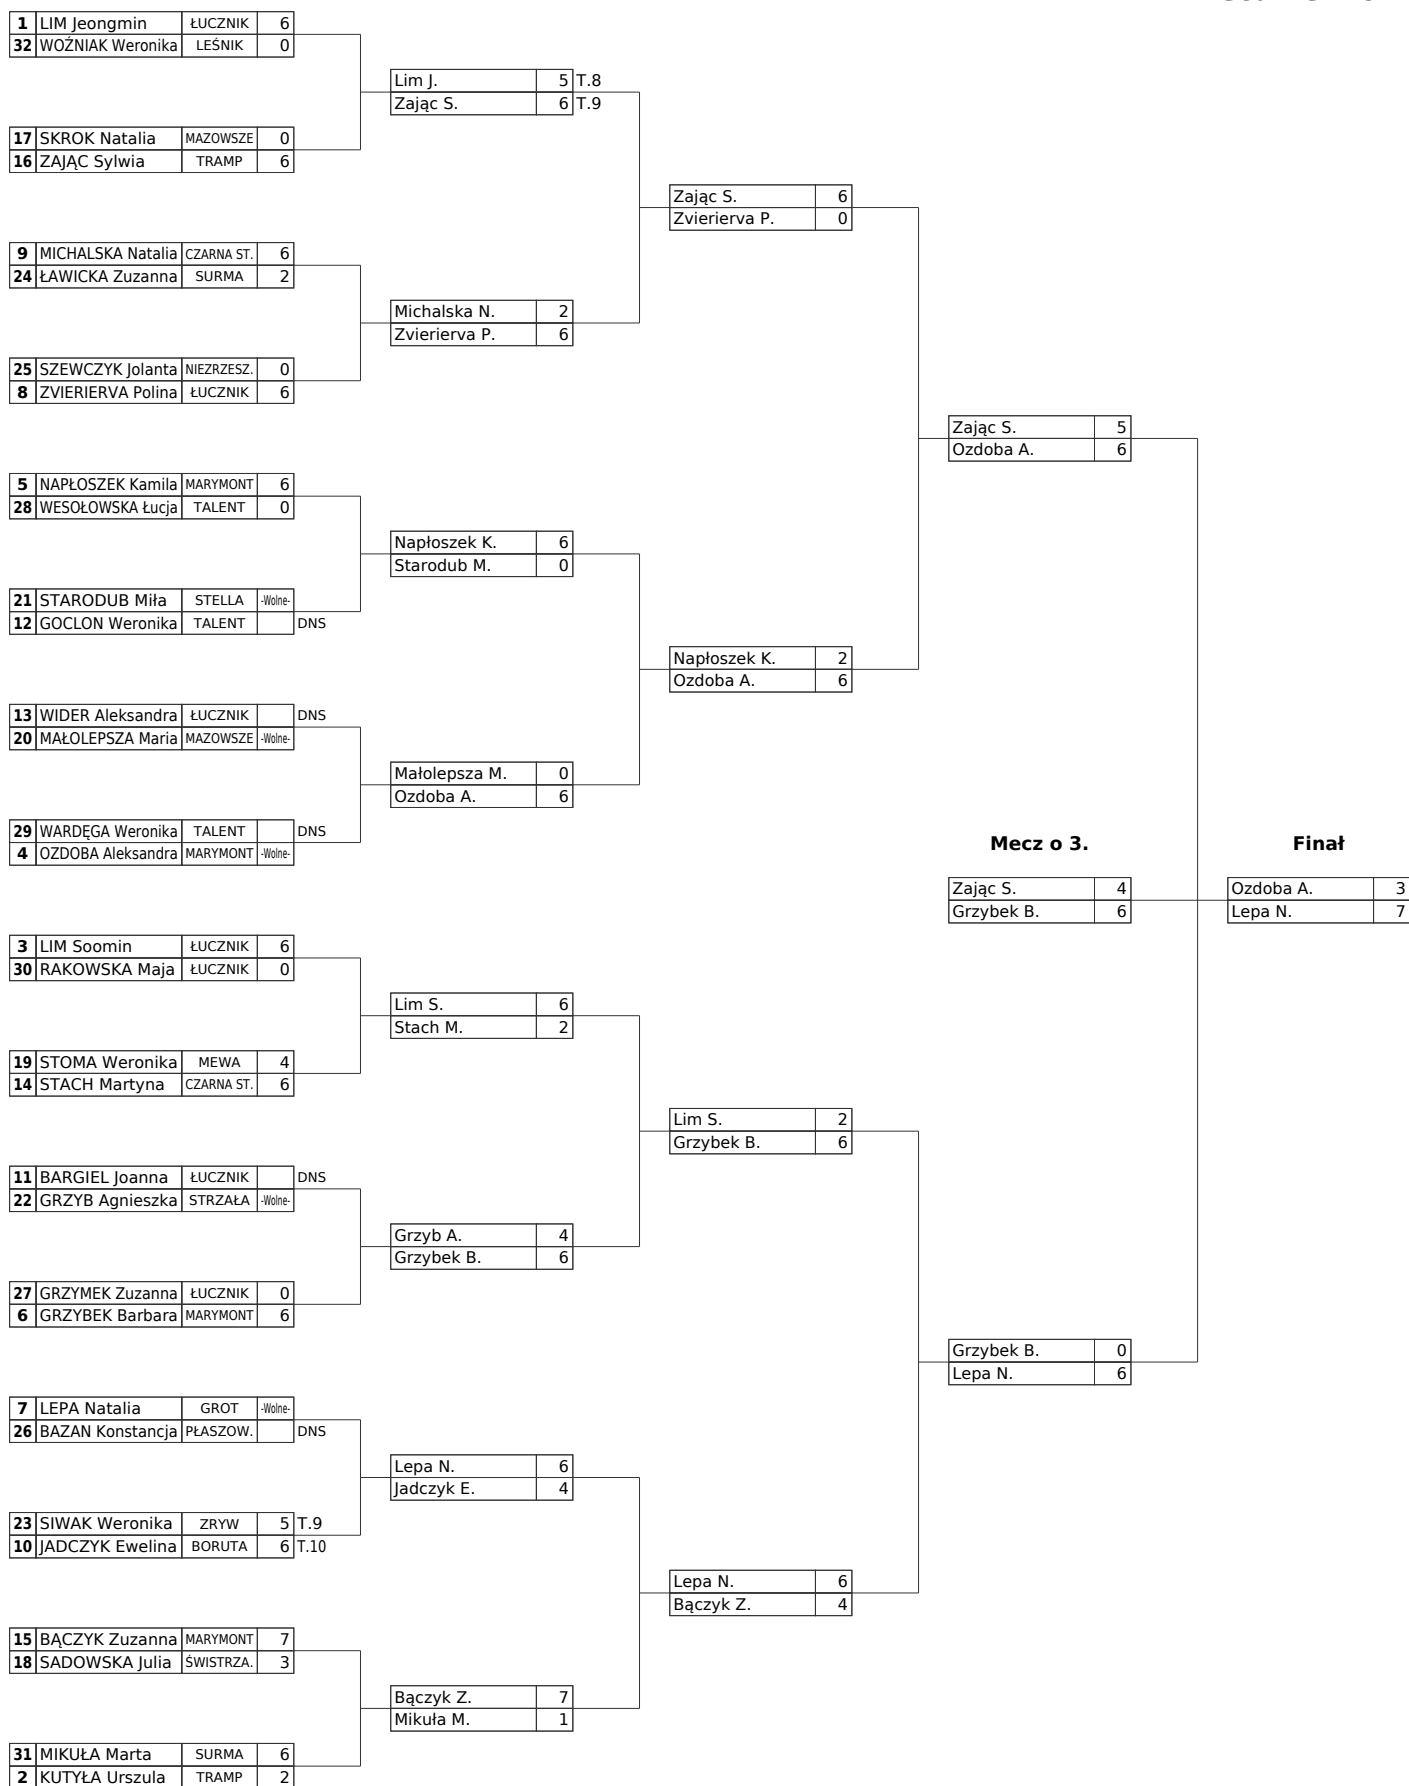 1 LIM Jeongmin ŁUCZNIK 6
32 WOŹNIAK Weronika LEŚNIK 0
Lim J. 5 T.8
Zając S. 6 T.9
17 SKROK Natalia MAZOWSZE 0
16 ZAJĄC Sylwia TRAMP 6
Zając S. 6
Zvierierva P. 0
9 MICHALSKA Natalia CZARNA ST. 6
24 ŁAWICKA Zuzanna SURMA 2
Michalska N. 2
Zvierierva P. 6
25 SZEWCZYK Jolanta NIEZRZESZ. 0
8 ZVIERIERVA Polina ŁUCZNIK 6
Zając S. 5
Ozdoba A. 6
5 NAPŁOSZEK Kamila MARYMONT 6
28 WESOŁOWSKA Łucja TALENT 0
Napłoszek K. 6
Starodub M. 0
21 STARODUB Miła STELLA -Wolne-
12 GOCLON Weronika TALENT DNS
Napłoszek K. 2
Ozdoba A. 6
13 WIDER Aleksandra ŁUCZNIK DNS
20 MAŁOLEPSZA Maria MAZOWSZE -Wolne-
Małolepsza M. 0
Ozdoba A. 6
29 WARDĘGA Weronika TALENT DNS
4 OZDOBA Aleksandra MARYMONT -Wolne-
Mecz o 3. Finał
Zając S. 4 Ozdoba A. 3
Grzybek B. 6 Lepa N. 7
3 LIM Soomin ŁUCZNIK 6
30 RAKOWSKA Maja ŁUCZNIK 0
Lim S. 6
Stach M. 2
19 STOMA Weronika MEWA 4
14 STACH Martyna CZARNA ST. 6
Lim S. 2
Grzybek B. 6
11 BARGIEL Joanna ŁUCZNIK DNS
22 GRZYB Agnieszka STRZAŁA -Wolne-
Grzyb A. 4
Grzybek B. 6
27 GRZYMEK Zuzanna ŁUCZNIK 0
6 GRZYBEK Barbara MARYMONT 6
Grzybek B. 0
Lepa N. 6
7 LEPA Natalia GROT -Wolne-
26 BAZAN Konstancja PŁASZOW. DNS
Lepa N. 6
Jadczyk E. 4
23 SIWAK Weronika ZRYW 5 T.9
10 JADCZYK Ewelina BORUTA 6 T.10
Lepa N. 6
Bączyk Z. 4
15 BĄCZYK Zuzanna MARYMONT 7
18 SADOWSKA Julia ŚWISTRZA. 3
Bączyk Z. 7
Mikuła M. 1
31 MIKUŁA Marta SURMA 6
2 KUTYŁA Urszula TRAMP 2